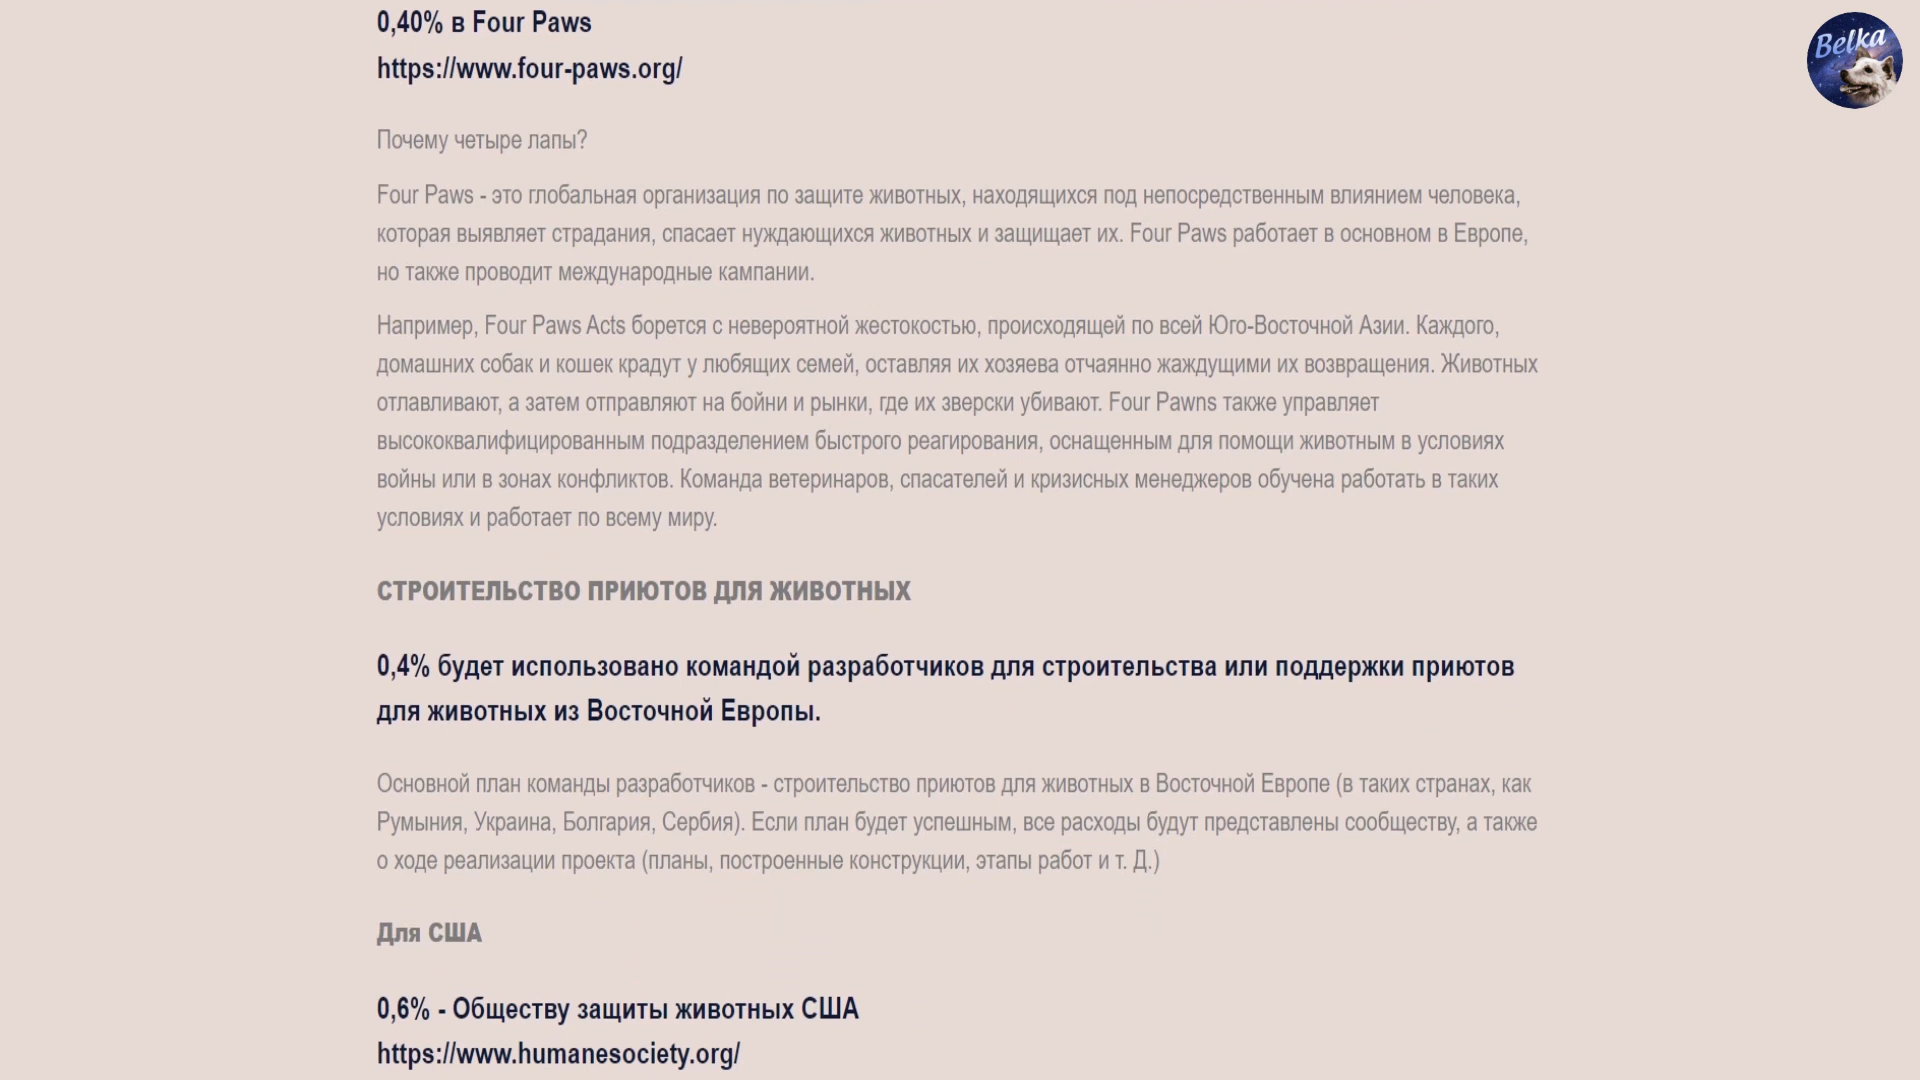 0,40% в Four Paws
https://www.four-paws.org/
Belka
Почему четыре лапы?
Four Paws - это глобальная организация по защите животных, находящихся под непосредственным влиянием человека,
которая выявляет страдания, спасает нуждающихся животных и защищает их. Four Paws работает в основном в Европе,
но также проводит международные кампании.
Например, Four Paws Acts борется с невероятной жестокостью, происходящей по всей Юго-Восточной Азии. Каждого,
домашних собак и кошек крадут у любящих семей, оставляя их хозяева отчаянно жаждущими их возвращения. Животных
отлавливают, а затем отправляют на бойни и рынки, где их зверски убивают. Four Pawns также управляет
высококвалифицированным подразделением быстрого реагирования, оснащенным для помощи животным в условиях
войны или в зонах конфликтов. Команда ветеринаров, спасателей и кризисных менеджеров обучена работать в таких
условиях и работает по всему миру.
СТРОИТЕЛЬСТВО ПРИЮТОВ ДЛЯ ЖИВОТНЫХ
0,4% будет использовано командой разработчиков для строительства или поддержки приютов
для животных из Восточной Европы.
Основной план команды разработчиков - строительство приютов для животных в Восточной Европе (в таких странах, как
Румыния, Украина, Болгария, Сербия). Если план будет успешным, все расходы будут представлены сообществу, а также
о ходе реализации проекта (планы, построенные конструкции, этапы работ и т. Д.)
Для США
0,6% - Обществу защиты животных США
https://www.humanesociety.org/